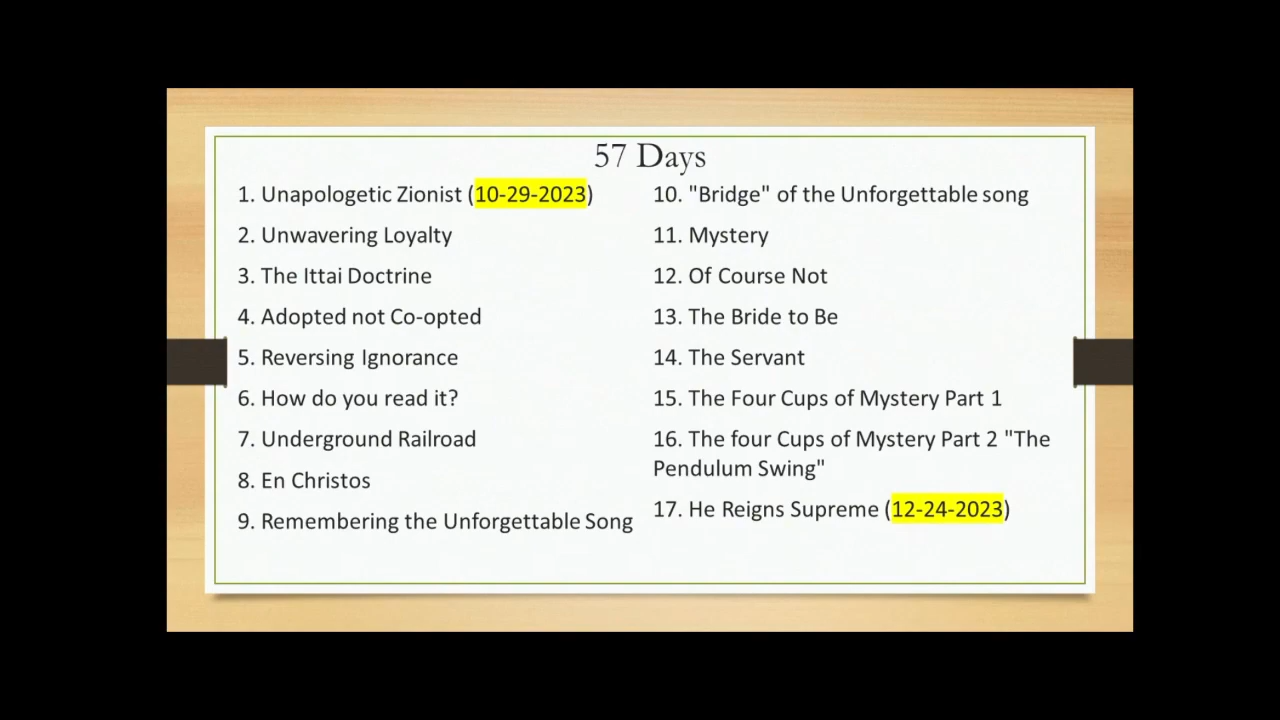 57 Days
1. Unapologetic Zionist (10-29-2023)
2. Unwavering Loyalty
3. The Ittai Doctrine
4. Adopted not Co-opted
5. Reversing Ignorance
6. How do you read it?
7. Underground Railroad
8. En Christos
9. Remembering the Unforgettable Song
10. "Bridge" of the Unforgettable song
11. Mystery
12. Of Course Not
13. The Bride to Be
14. The Servant
15. The Four Cups of Mystery Part 1
16. The four Cups of Mystery Part 2 "The
Pendulum Swing"
17. He Reigns Supreme (12-24-2023)